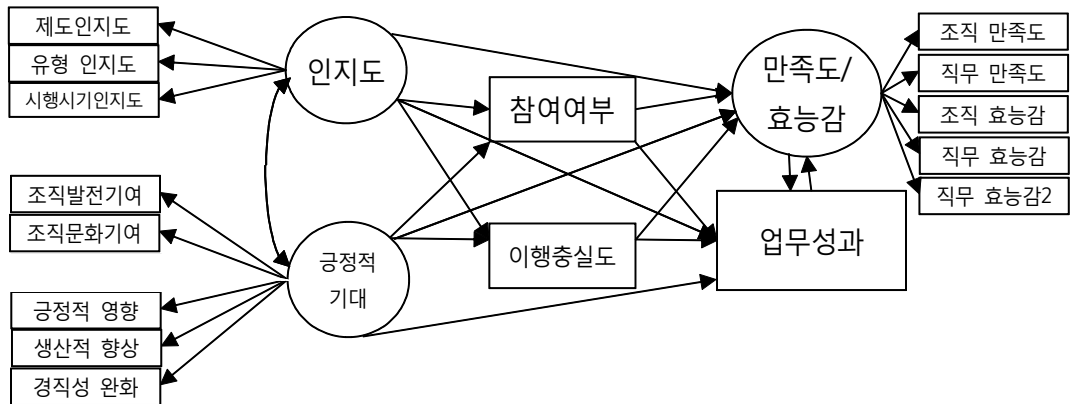 제도인지도
유형 인지도
시행시기인지도
인지도
참여여부
만족도/
효능감
조직 만족도
직무 만족도
조직 효능감
직무 효능감
직무 효능감2
조직발전기여
조직문화기여
긍정적
기대
이행충실도
업무성과
긍정적 영향
생산적 향상
경직성 완화